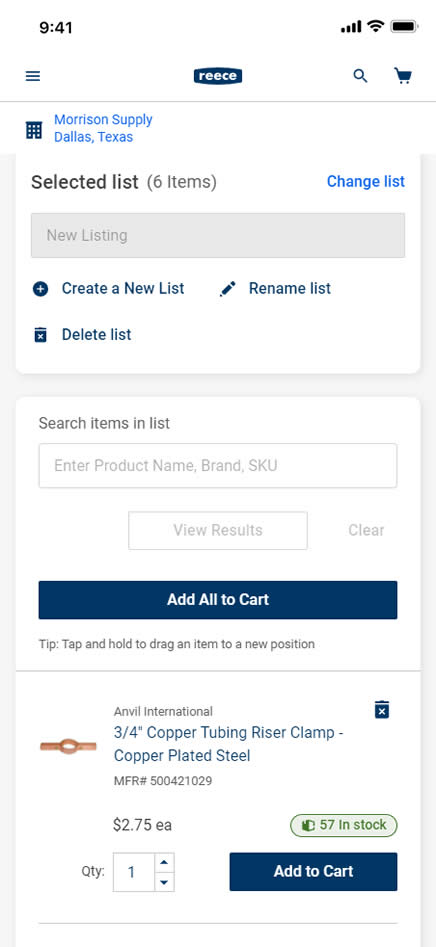 9:41
reece
Morrison Supply
Dallas, Texas
Selected list (6 Items)
Change list
New Listing
Create a New List
Rename list
Delete list
Search items in list
Enter Product Name, Brand, SKU
View Results
Clear
Add All to Cart
Tip: Tap and hold to drag an item to a new position
Anvil International
3/4" Copper Tubing Riser Clamp -
Copper Plated Steel
MFR# 500421029
$2.75 ea
57 In stock
Qty:
1
Add to Cart